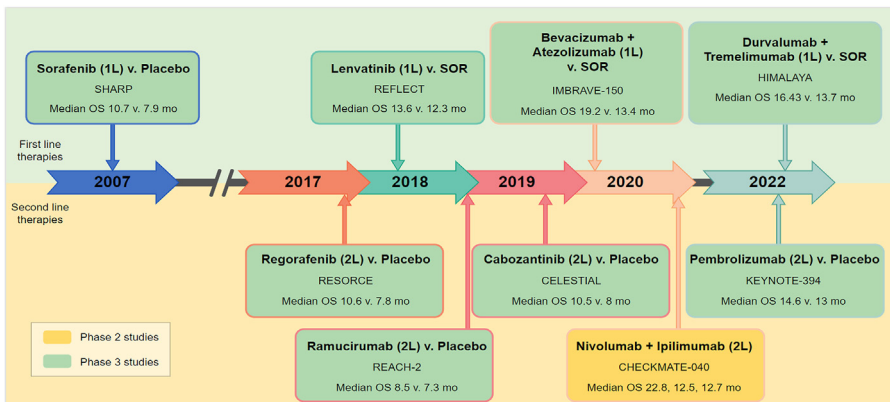 Sorafenib (1L) v. Placebo
SHARP
Median OS 10.7 v. 7.9 mo
Lenvatinib (1L) v. SOR
REFLECT
Median OS 13.6 v. 12.3 mo
Bevacizumab +
Atezolizumab (1L)
v. SOR
IMBRAVE-150
Median OS 19.2 v. 13.4 mo
Durvalumab +
Tremelimumab (1L) v. SOR
HIMALAYA
Median OS 16.43 v. 13.7 mo
First line
therapies
2007
2017
2018
2019
2020
2022
Second line
therapies
Regorafenib (2L) v. Placebo
RESORCE
Median OS 10.6 v. 7.8 mo
Cabozantinib (2L) v. Placebo
CELESTIAL
Median OS 10.5 v. 8 mo
Pembrolizumab (2L) v. Placebo
KEYNOTE-394
Median OS 14.6 v. 13 mo
Ramucirumab (2L) v. Placebo
REACH-2
Median OS 8.5 v. 7.3 mo
Nivolumab + Ipilimumab (2L)
CHECKMATE-040
Median OS 22.8, 12.5, 12.7 mo
Phase 2 studies
Phase 3 studies